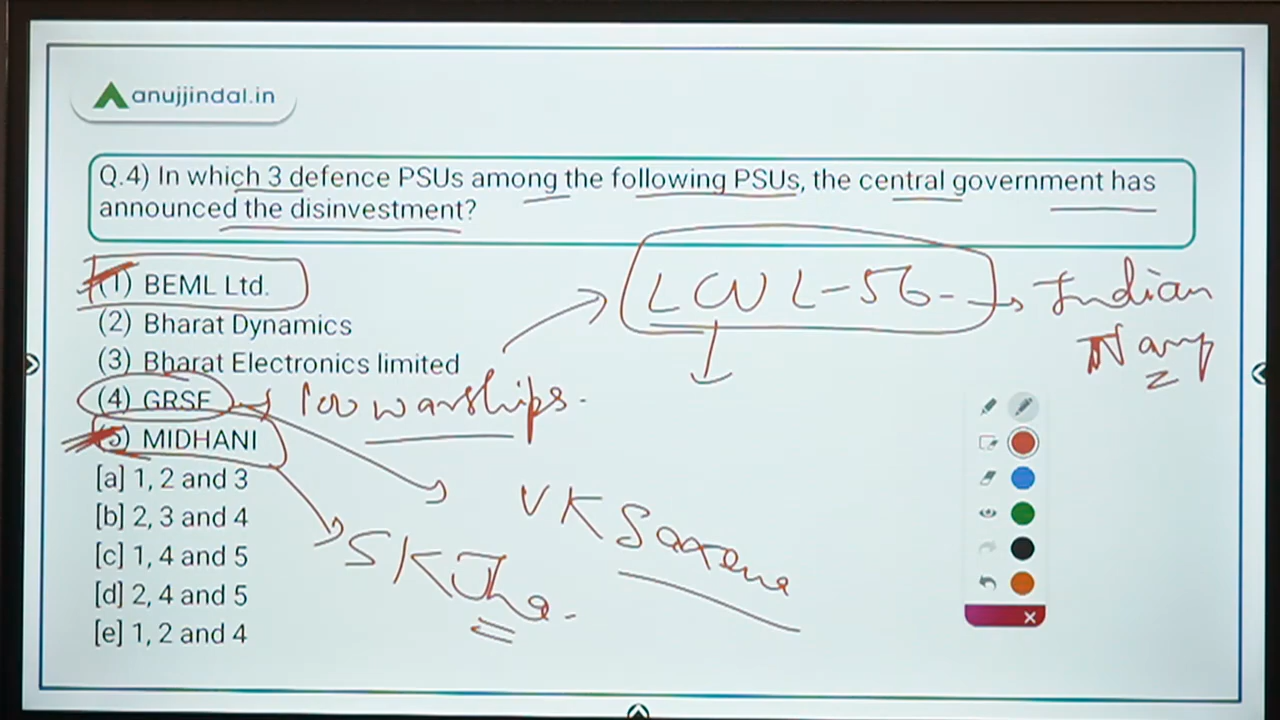 anujjindal.in
Q.4) In which 3 defence PSUs among the following PSUs, the central government has
announced the disinvestment?
(1) BEML Ltd.
LCU L-56
Indian
Navy
(2) Bharat Dynamics
(3) Bharat Electronics limited
(4) GRSE
100 warships.
(5) MIDHANI
[a] 1, 2 and 3
[b] 2, 3 and 4
VK Saxena
[c] 1, 4 and 5
SK Jha.
[d] 2, 4 and 5
[e] 1, 2 and 4